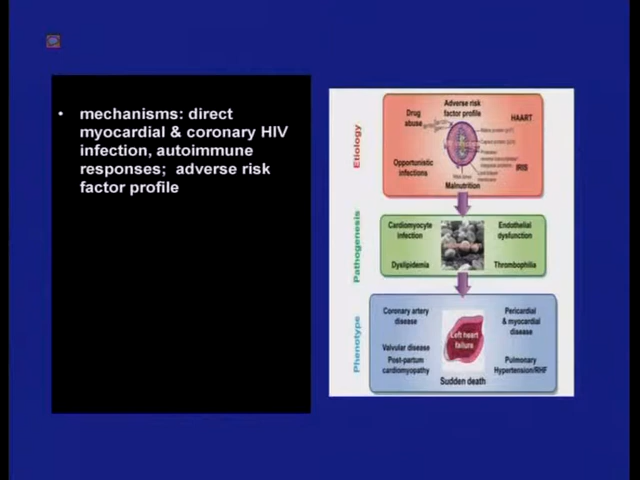 • mechanisms: direct
myocardial & coronary HIV
infection, autoimmune
responses; adverse risk
factor profile
Etiology
Adverse risk
factor profile
Drug
abuse
HAART
Opportunistic
infections
IRIS
Malnutrition
Pathogenesis
Cardiomyocyte
infection
Endothelial
dysfunction
Dyslipidemia
Thrombophilia
Phenotype
Coronary artery
disease
Pericardial
& myocardial
disease
Left heart
failure
Valvular disease
Post-partum
cardiomyopathy
Pulmonary
Hypertension/RHF
Sudden death